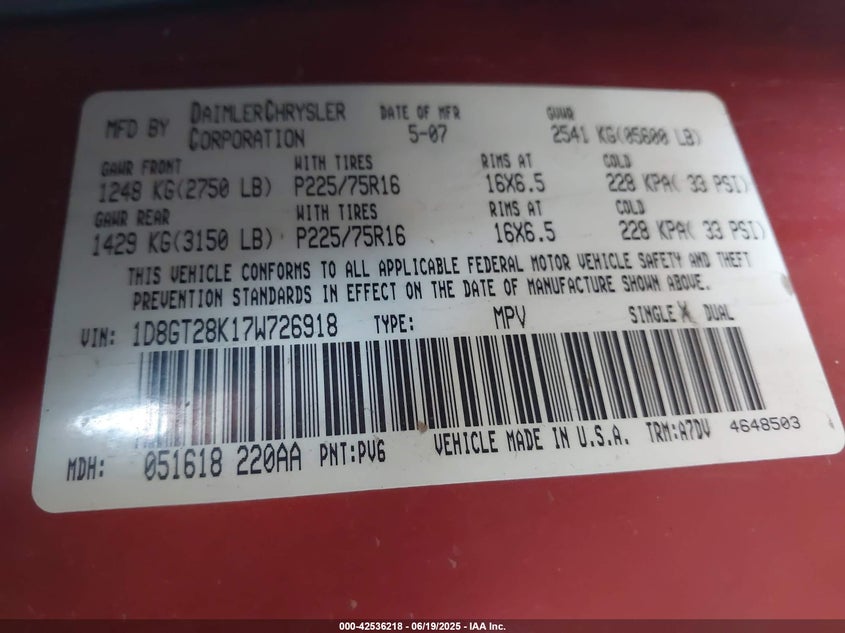 MFD BY DAIMLERCHRYSLER CORPORATION DATE OF MFR 5-07 GVWR 2541 KG(05600 LB)
GAWR FRONT WITH TIRES RIMS AT COLD
1248 KG(2750 LB) P225/75R16 16X6.5 228 KPA( 33 PSI)
GAWR REAR WITH TIRES RIMS AT COLD
1429 KG(3150 LB) P225/75R16 16X6.5 228 KPA( 33 PSI)
THIS VEHICLE CONFORMS TO ALL APPLICABLE FEDERAL MOTOR VEHICLE SAFETY AND THEFT
PREVENTION STANDARDS IN EFFECT ON THE DATE OF MANUFACTURE SHOWN ABOVE.
VIN: 1D8GT28K17W726918 TYPE: MPV SINGLE X DUAL
MDH: 051618 220AA PNT:PV6 VEHICLE MADE IN U.S.A. TRM:A7DV 4648503
000-42536218 - 06/19/2025 - IAA Inc.